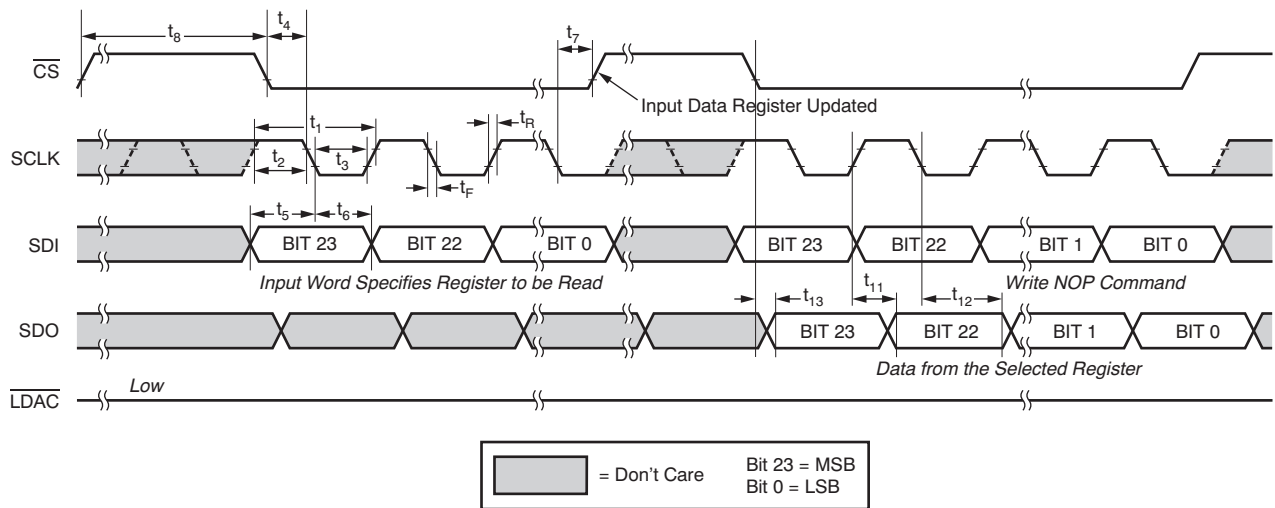 t8
t4
t7
CS
Input Data Register Updated
t1
tR
SCLK
t2
t3
tF
t5
t6
SDI
BIT 23
BIT 22
BIT 0
BIT 23
BIT 22
BIT 1
BIT 0
Input Word Specifies Register to be Read
Write NOP Command
t13
t11
t12
SDO
BIT 23
BIT 22
BIT 1
BIT 0
Data from the Selected Register
Low
LDAC
= Don't Care
Bit 23 = MSB
Bit 0 = LSB